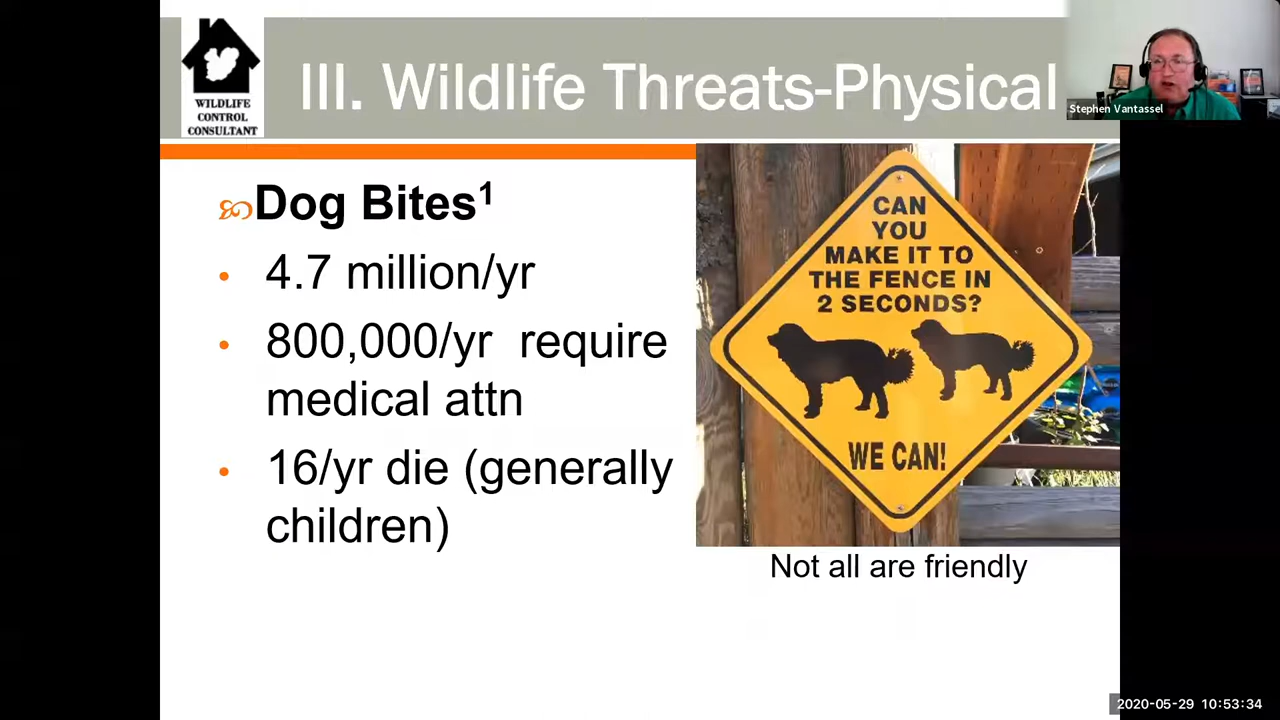 WILDLIFE
CONTROL
CONSULTANT
III. Wildlife Threats-Physical
Stephen Vantassel
Dog Bites¹
• 4.7 million/yr
• 800,000/yr require
medical attn
• 16/yr die (generally
children)
CAN
YOU
MAKE IT TO
THE FENCE IN
2 SECONDS?
WE CAN!
Not all are friendly
2020-05-29 10:53:34